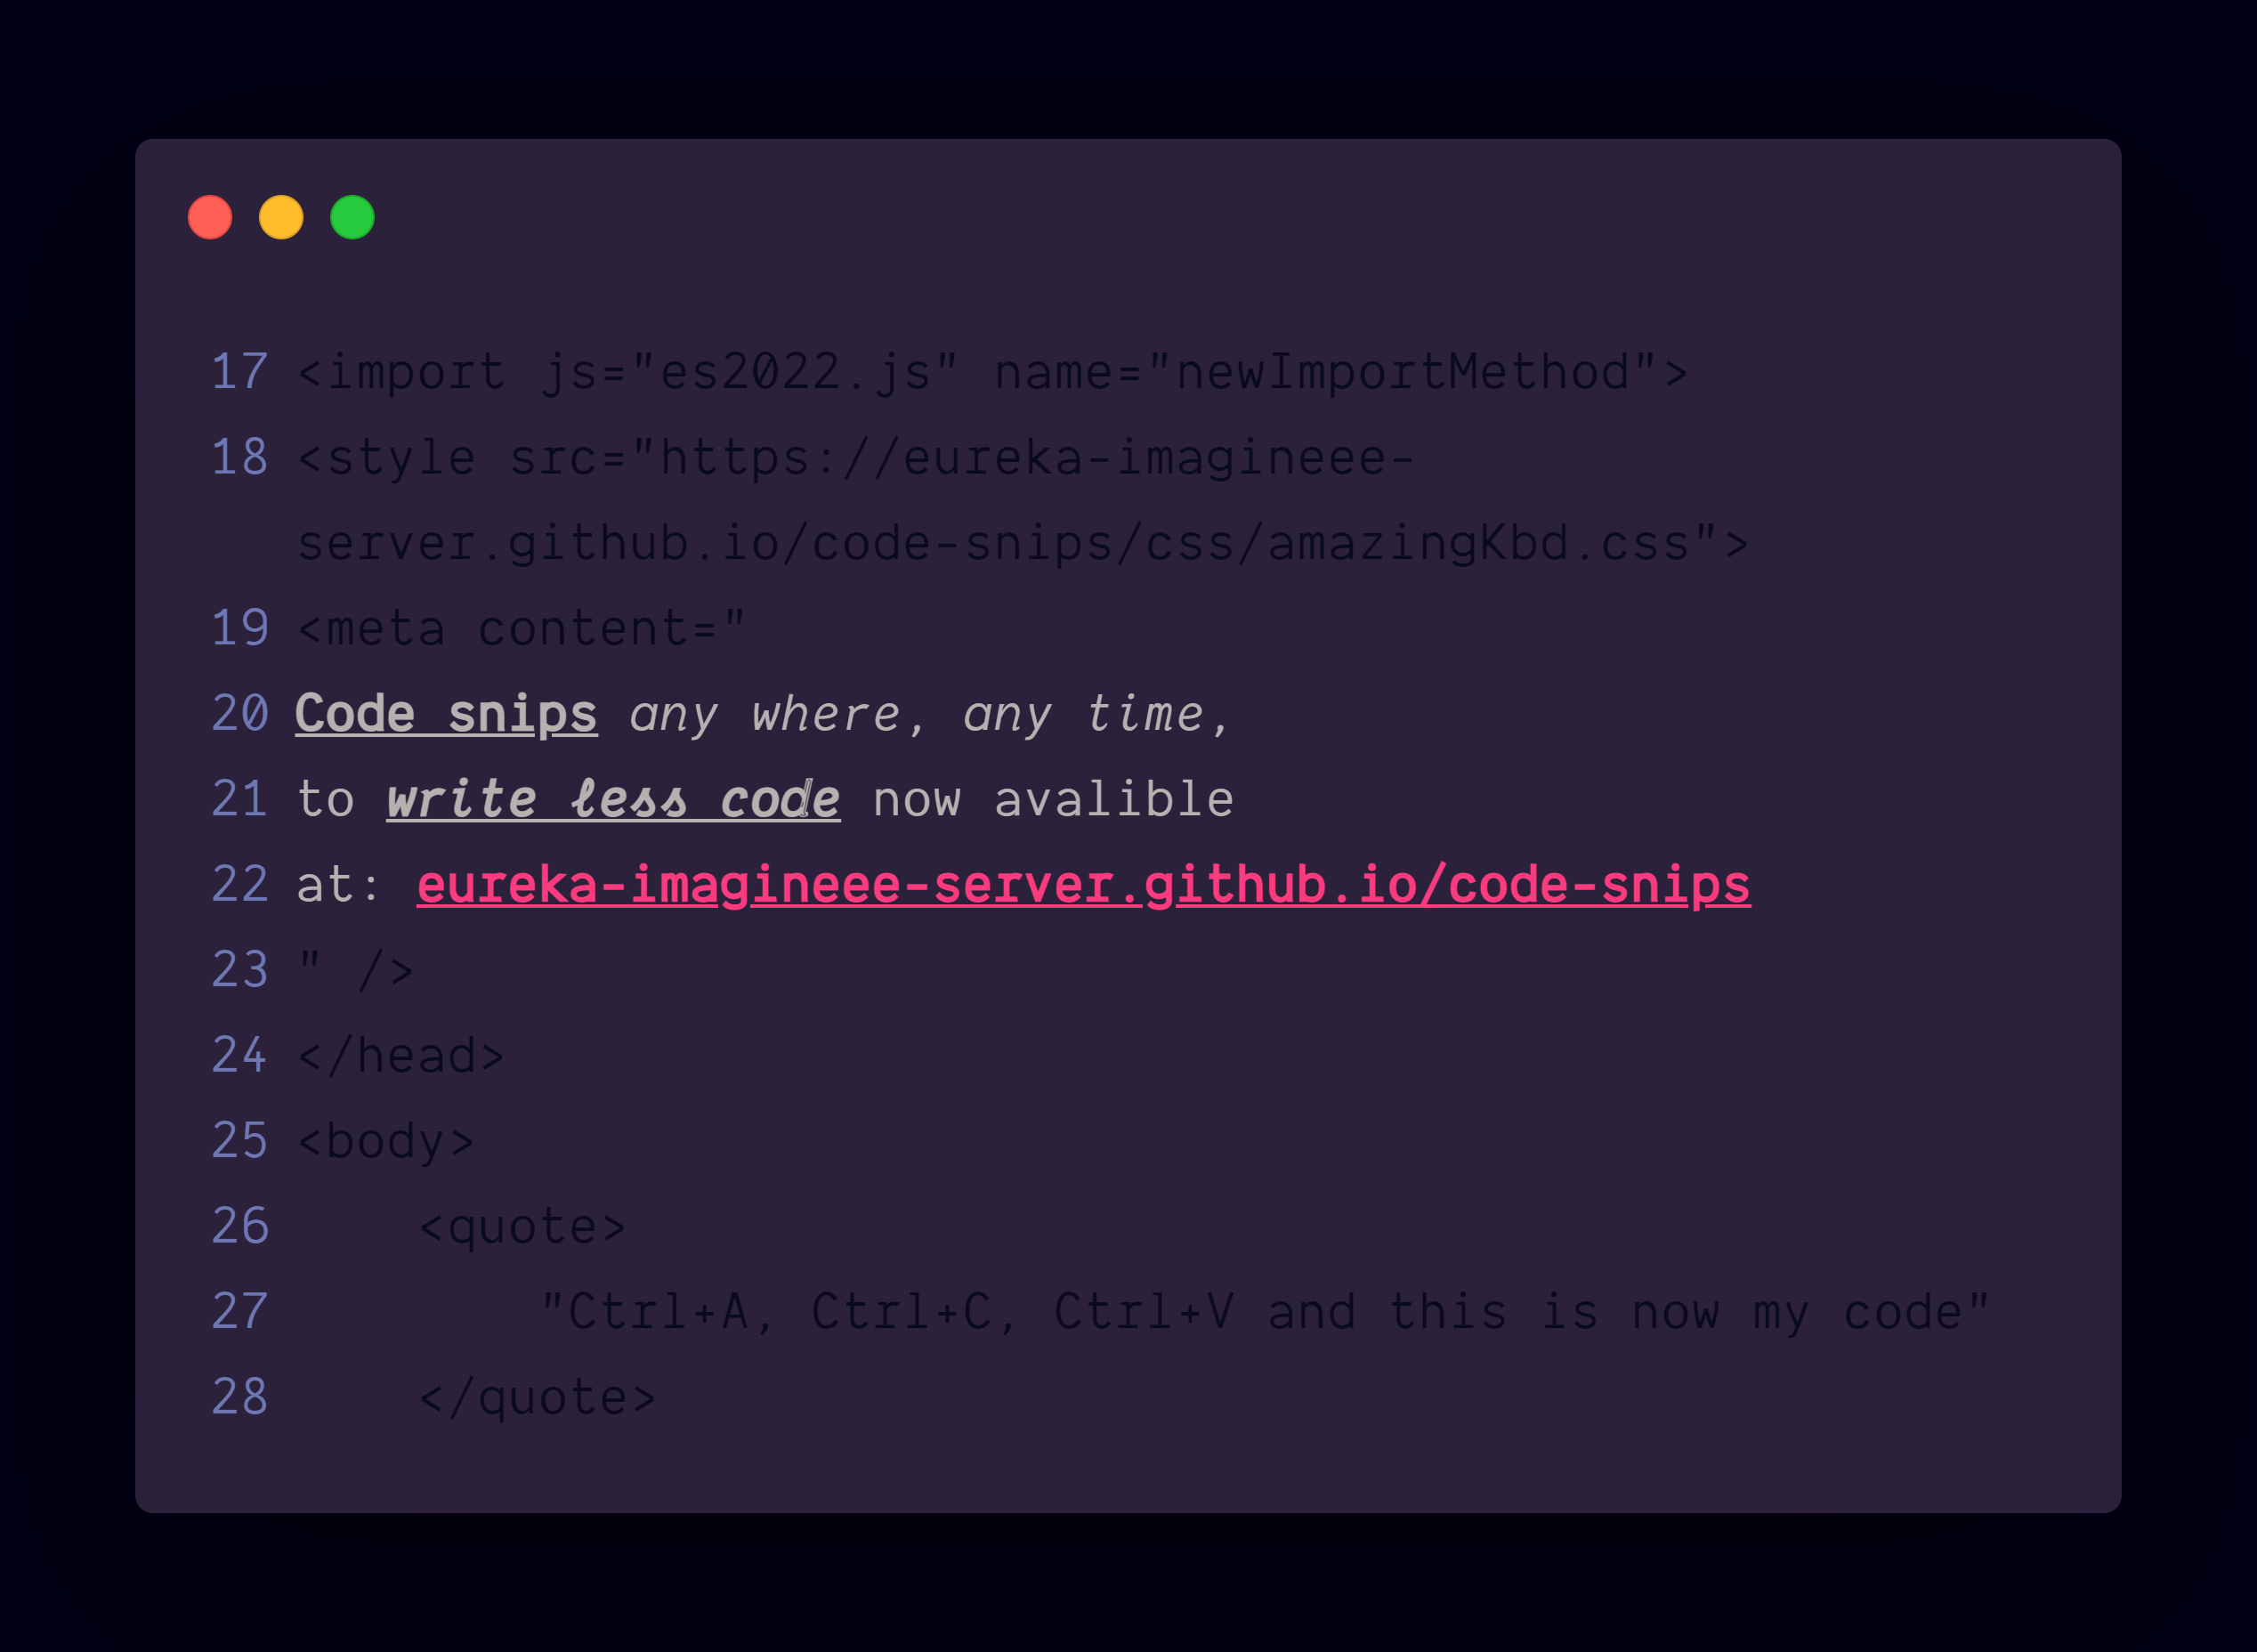 17 <import js="es2022.js" name="newImportMethod">
18 <style src="https://eureka-imagineee-
server.github.io/code-snips/css/amazingKbd.css">
19 <meta content="
20 Code snips any where, any time,
21 to write less code now avalible
22 at: eureka-imagineee-server.github.io/code-snips
23 " />
24 </head>
25 <body>
26     <quote>
27         "Ctrl+A, Ctrl+C, Ctrl+V and this is now my code"
28     </quote>